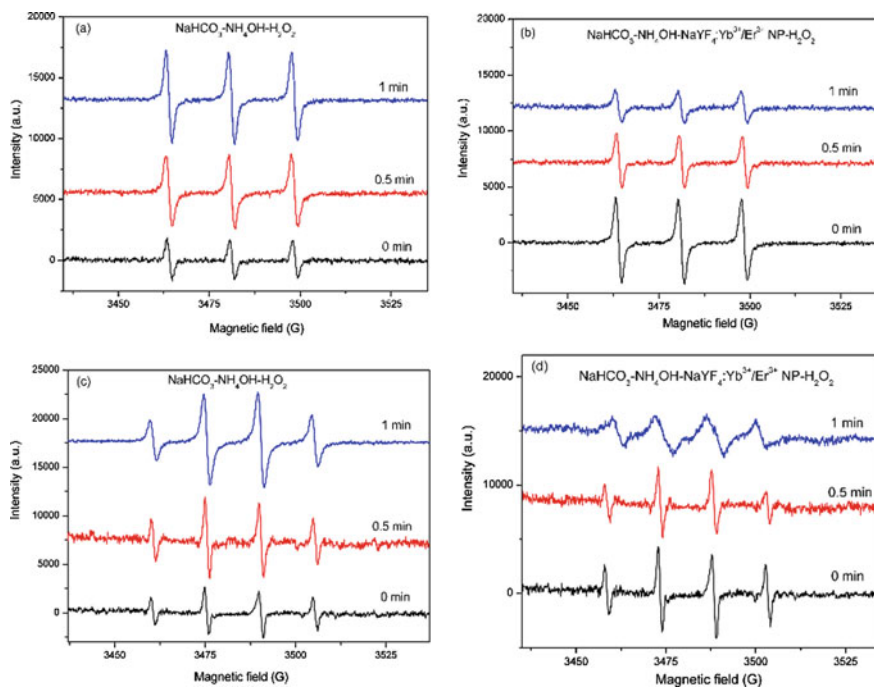 (a)
NaHCO₃-NH₄OH-H₂O₂
20000
15000
10000
5000
0
Intensity (a.u.)
1 min
0.5 min
0 min
3450 3475 3500 3525
Magnetic field (G)
(b)
NaHCO₃-NH₄OH-NaYF₄:Yb³⁺/Er³⁺ NP-H₂O₂
20000
15000
10000
5000
0
Intensity (a.u.)
1 min
0.5 min
0 min
3450 3475 3500 3525
Magnetic field (G)
(c)
NaHCO₃-NH₄OH-H₂O₂
25000
22500
20000
17500
15000
12500
10000
7500
5000
2500
0
Intensity (a.u.)
1 min
0.5 min
0 min
3450 3475 3500 3525
Magnetic field (G)
(d)
NaHCO₃-NH₄OH-NaYF₄:Yb³⁺/Er³⁺ NP-H₂O₂
20000
10000
0
Intensity (a.u.)
1 min
0.5 min
0 min
3450 3475 3500 3525
Magnetic field (G)